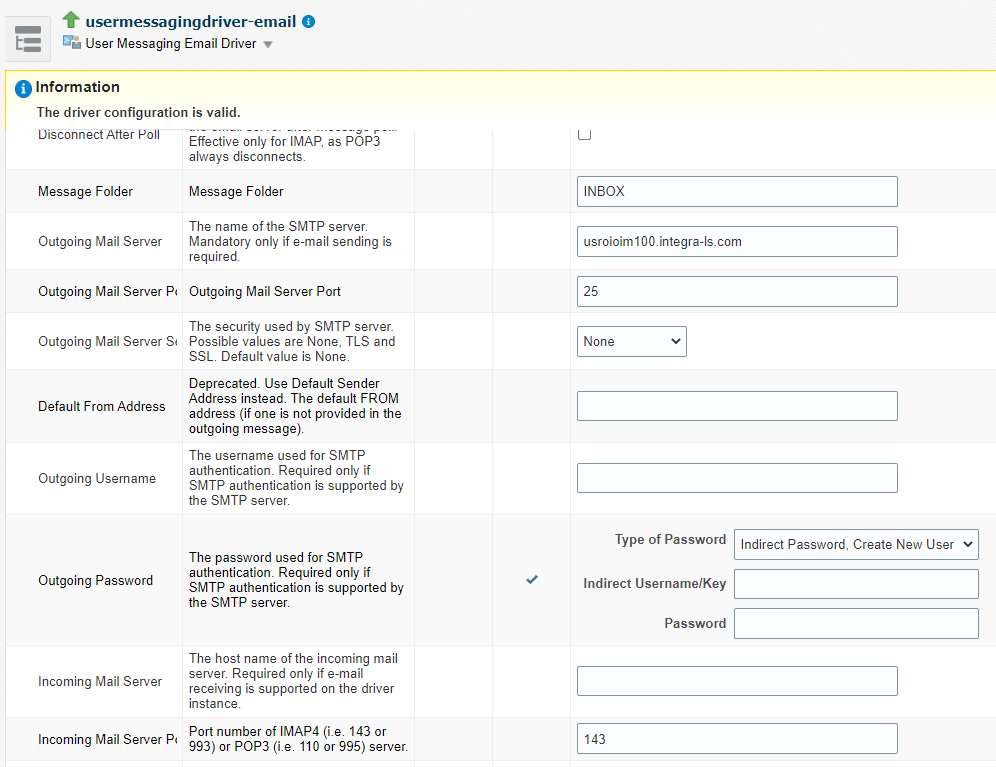 usermessagingdriver-email
User Messaging Email Driver
Information
The driver configuration is valid.
Disconnect After Poll
the email server after message poll.
Effective only for IMAP, as POP3
always disconnects.
Message Folder
Message Folder
INBOX
Outgoing Mail Server
The name of the SMTP server.
Mandatory only if e-mail sending is
required.
usroioim100.integra-ls.com
Outgoing Mail Server Po
Outgoing Mail Server Port
25
Outgoing Mail Server Se
The security used by SMTP server.
Possible values are None, TLS and
SSL. Default value is None.
None
Default From Address
Deprecated. Use Default Sender
Address instead. The default FROM
address (if one is not provided in the
outgoing message).
Outgoing Username
The username used for SMTP
authentication. Required only if
SMTP authentication is supported by
the SMTP server.
Outgoing Password
The password used for SMTP
authentication. Required only if
SMTP authentication is supported by
the SMTP server.
Type of Password
Indirect Password, Create New User
Indirect Username/Key
Password
Incoming Mail Server
The host name of the incoming mail
server. Required only if e-mail
receiving is supported on the driver
instance.
Incoming Mail Server Po
Port number of IMAP4 (i.e. 143 or
993) or POP3 (i.e. 110 or 995) server.
143